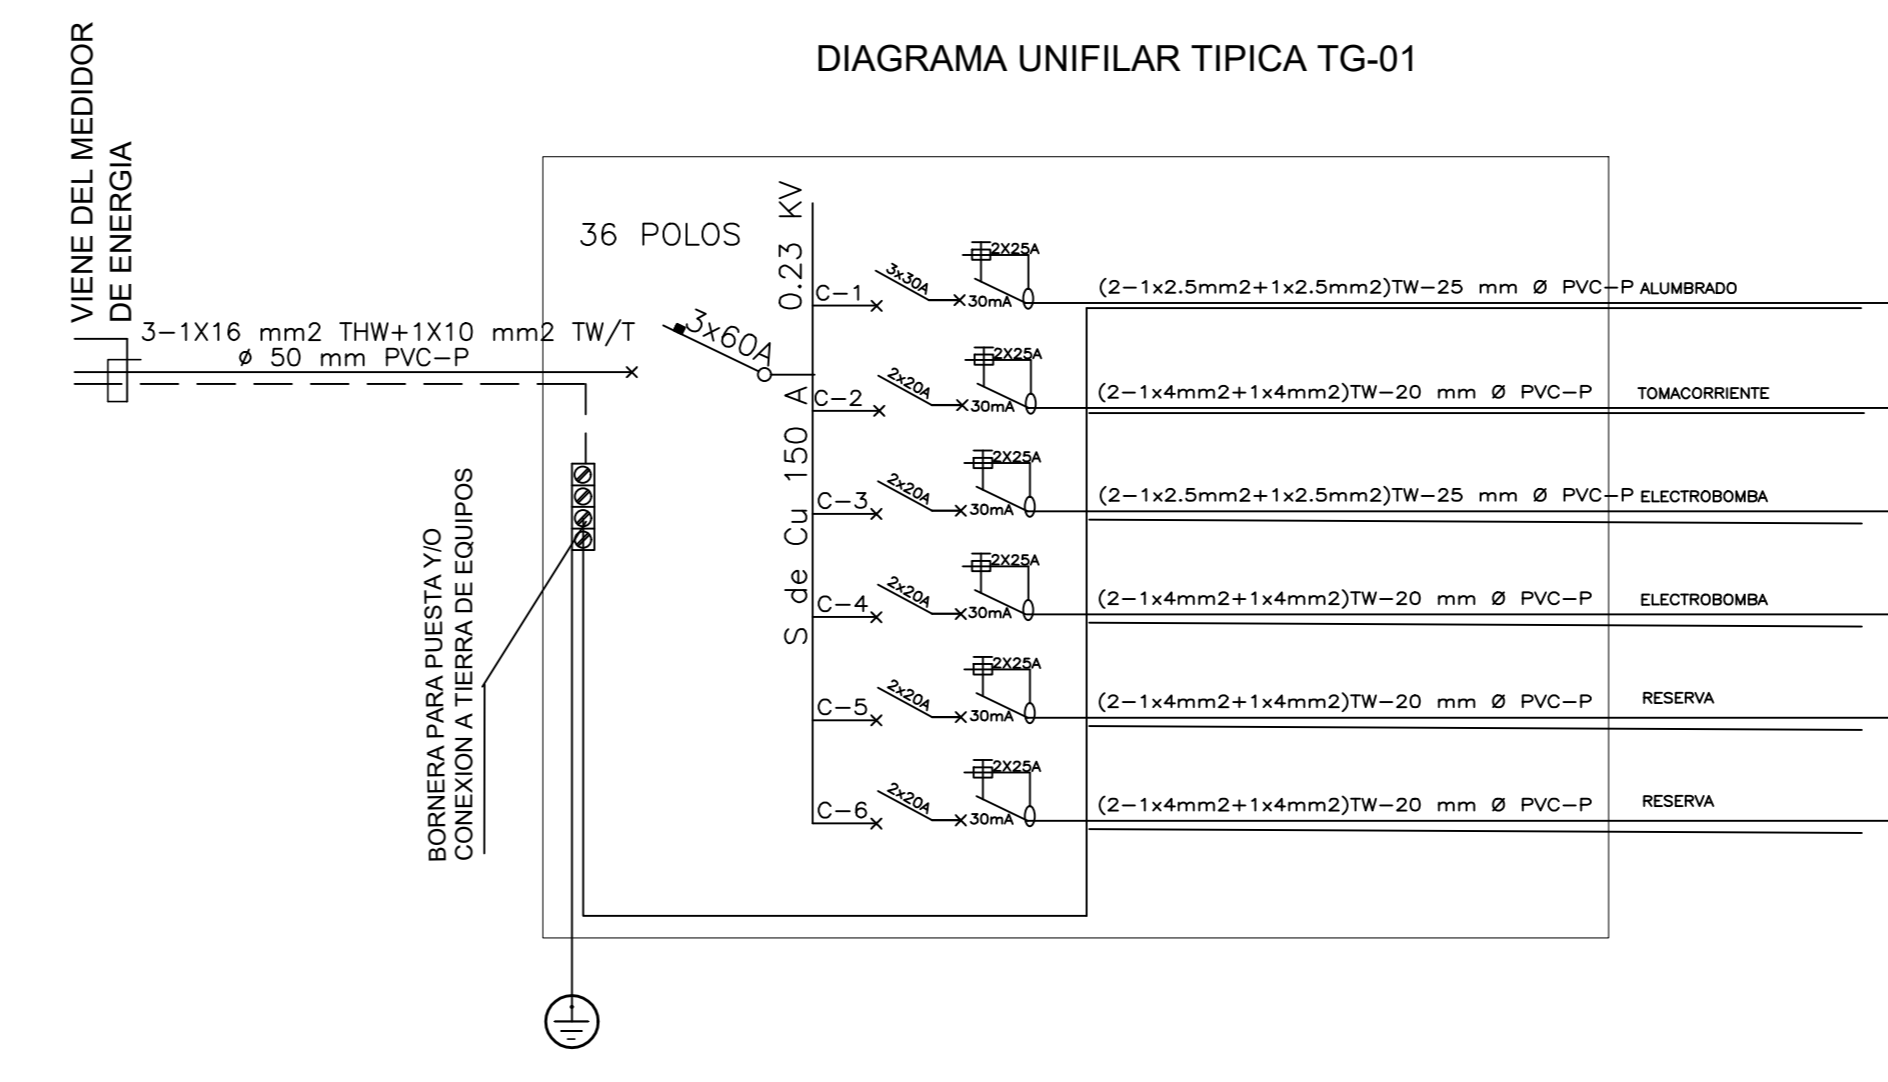 DIAGRAMA UNIFILAR TIPICA TG-01
VIENE DEL MEDIDOR
DE ENERGIA
3-1X16 mm2 THW+1X10 mm2 TW/T
ø 50 mm PVC-P
36 POLOS
3x60A
S de Cu 150 A 0.23 KV
BORNERA PARA PUESTA Y/O
CONEXION A TIERRA DE EQUIPOS
C-1 3x30A 30mA 2X25A (2-1x2.5mm2+1x2.5mm2)TW-25 mm Ø PVC-P ALUMBRADO
C-2 2x20A 30mA 2X25A (2-1x4mm2+1x4mm2)TW-20 mm Ø PVC-P TOMACORRIENTE
C-3 2x20A 30mA 2X25A (2-1x2.5mm2+1x2.5mm2)TW-25 mm Ø PVC-P ELECTROBOMBA
C-4 2x20A 30mA 2X25A (2-1x4mm2+1x4mm2)TW-20 mm Ø PVC-P ELECTROBOMBA
C-5 2x20A 30mA 2X25A (2-1x4mm2+1x4mm2)TW-20 mm Ø PVC-P RESERVA
C-6 2x20A 30mA 2X25A (2-1x4mm2+1x4mm2)TW-20 mm Ø PVC-P RESERVA